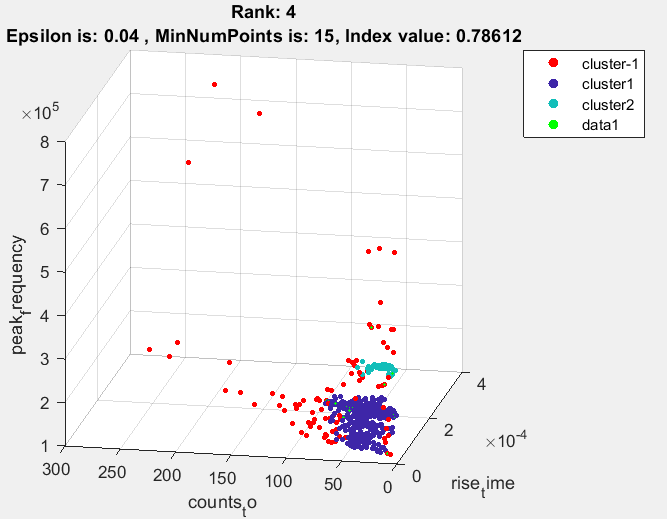 Rank: 4
Epsilon is: 0.04 , MinNumPoints is: 15, Index value: 0.78612
cluster-1
cluster1
cluster2
data1
×10^5
8
7
6
5
4
3
2
1
peak_frequency
300
250
200
150
100
50
0
counts_to
0
2
4
×10^-4
rise_time